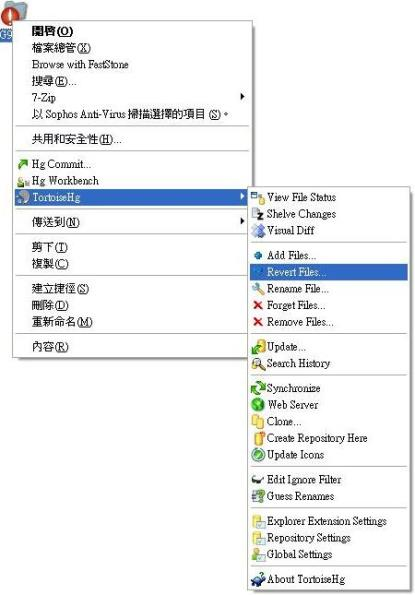 G9
開啓(O)
檔案總管(X)
Browse with FastStone
搜尋(E)...
7-Zip
以 Sophos Anti-Virus 掃描選擇的項目 (S)。
共用和安全性(H)...
Hg Commit...
Hg Workbench
TortoiseHg
傳送到(N)
剪下(T)
複製(C)
建立捷徑(S)
刪除(D)
重新命名(M)
內容(R)
View File Status
Shelve Changes
Visual Diff
Add Files...
Revert Files...
Rename File...
Forget Files...
Remove Files...
Update...
Search History
Synchronize
Web Server
Clone...
Create Repository Here
Update Icons
Edit Ignore Filter
Guess Renames
Explorer Extension Settings
Repository Settings
Global Settings
About TortoiseHg